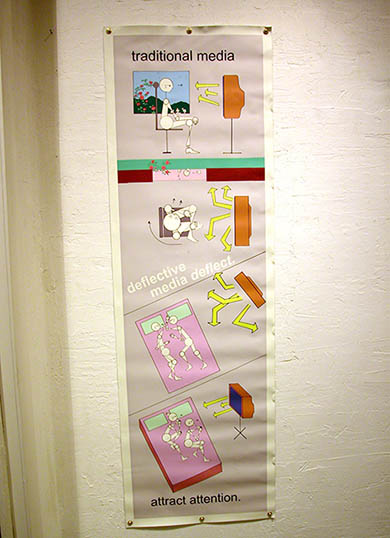 traditional media
deflective
media deflect.
attract attention.